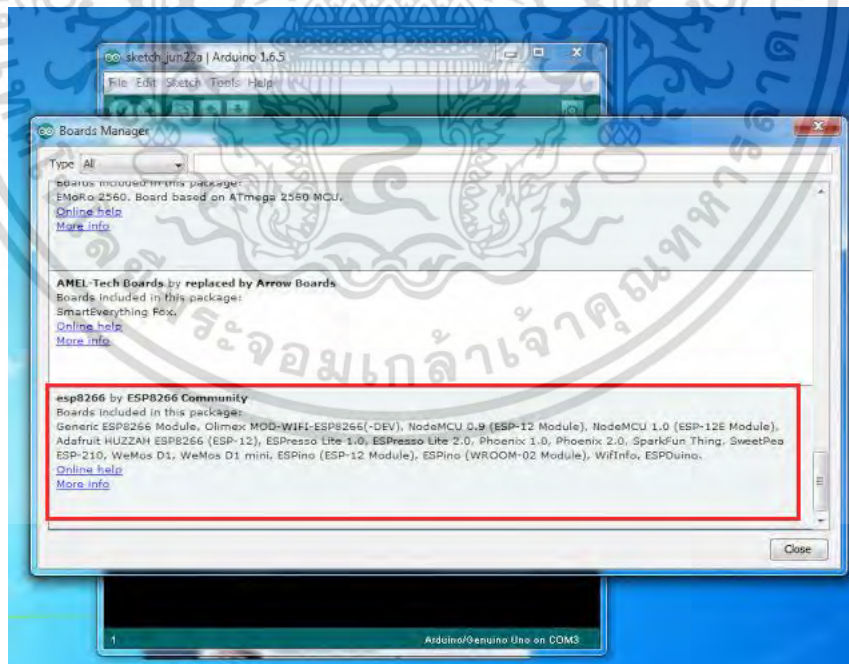 sketch_jun22a | Arduino 1.6.5
File Edit Sketch Tools Help
Boards Manager
Type All
Boards included in this package:
EMoRo 2560. Board based on ATmega 2560 MCU.
Online help
More info
AMEL-Tech Boards by replaced by Arrow Boards
Boards included in this package:
SmartEverything Fox.
Online help
More info
esp8266 by ESP8266 Community
Boards included in this package:
Generic ESP8266 Module, Olimex MOD-WIFI-ESP8266(-DEV), NodeMCU 0.9 (ESP-12 Module), NodeMCU 1.0 (ESP-12E Module),
Adafruit HUZZAH ESP8266 (ESP-12), ESPresso Lite 1.0, ESPresso Lite 2.0, Phoenix 1.0, Phoenix 2.0, SparkFun Thing, SweetPea
ESP-210, WeMos D1, WeMos D1 mini, ESPino (ESP-12 Module), ESPino (WROOM-02 Module), WifInfo, ESPDuino.
Online help
More info
Close
1 Arduino/Genuino Uno on COM3